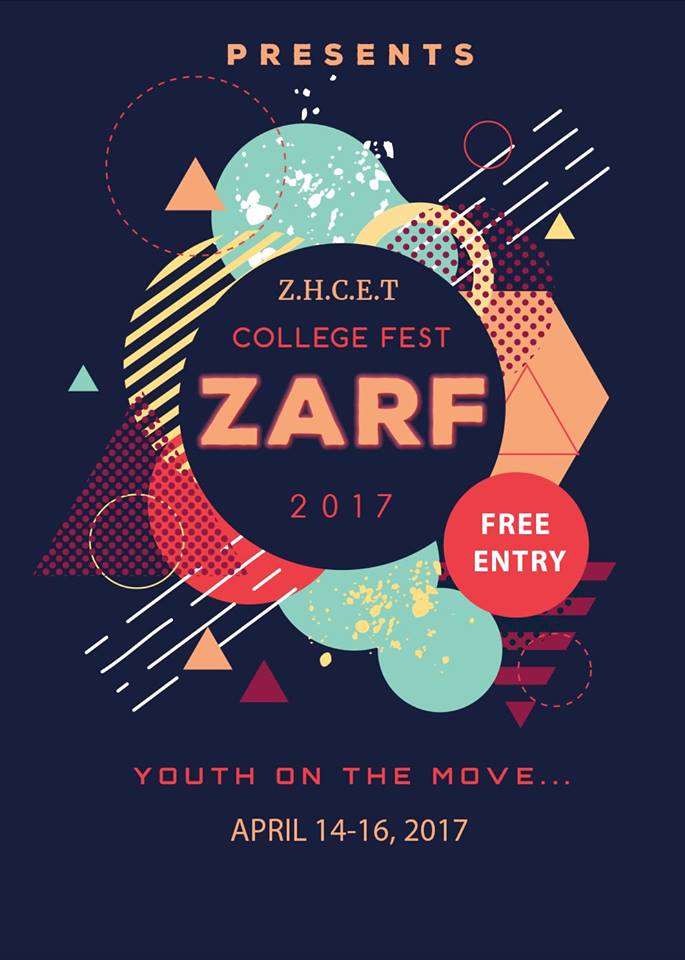 PRESENTS
Z.H.C.E.T
COLLEGE FEST
ZARF
2017
FREE
ENTRY
YOUTH ON THE MOVE...
APRIL 14-16, 2017